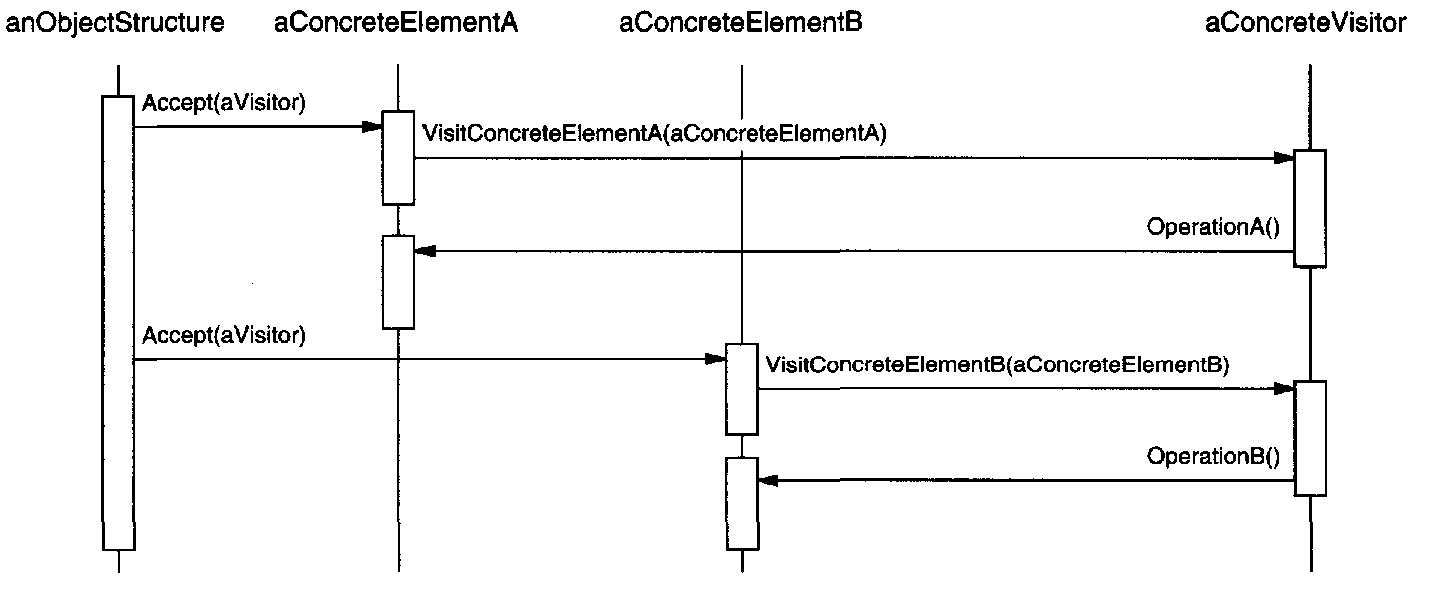 anObjectStructure aConcreteElementA aConcreteElementB aConcreteVisitor
Accept(aVisitor)
VisitConcreteElementA(aConcreteElementA)
OperationA()
Accept(aVisitor)
VisitConcreteElementB(aConcreteElementB)
OperationB()